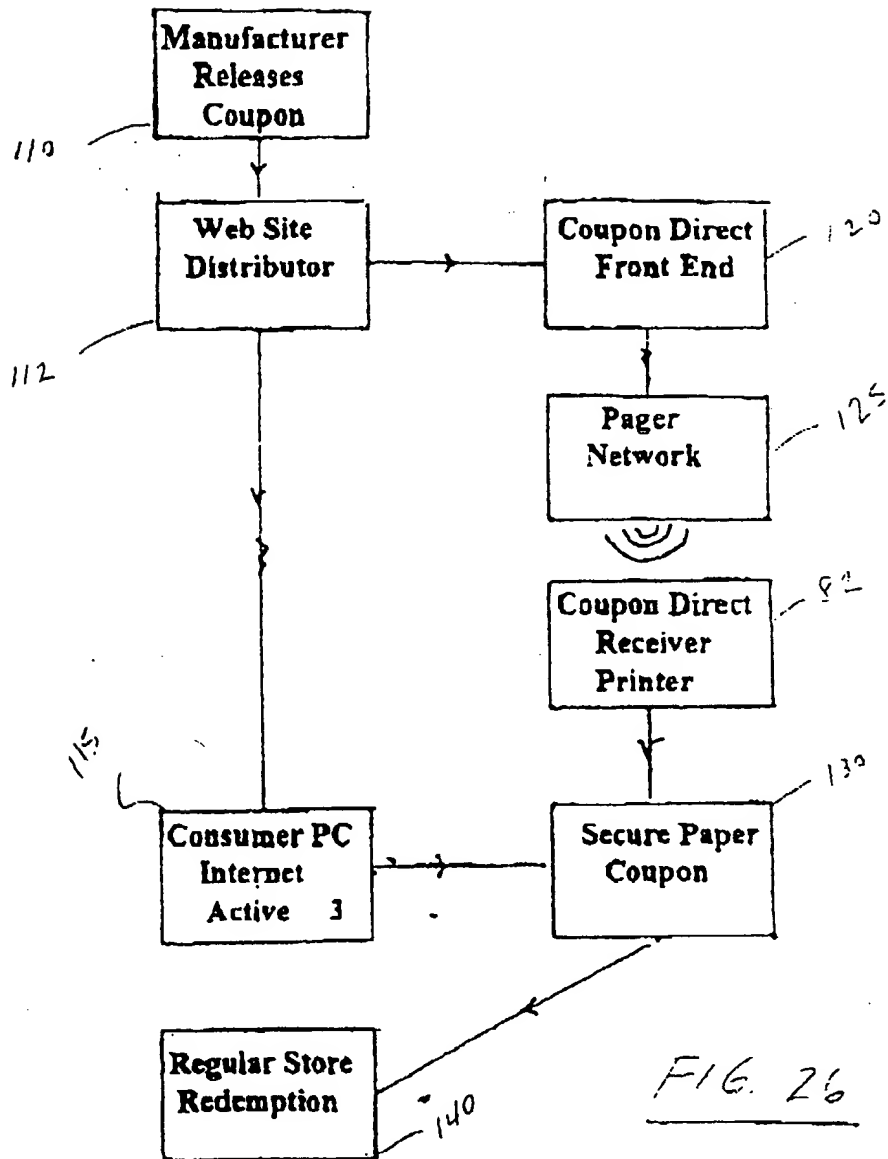 Manufacturer
Releases
Coupon
110
Web Site
Distributor
112
Coupon Direct
Front End
120
Pager
Network
125
Coupon Direct
Receiver
Printer
115
Consumer PC
Internet
Active 3
Secure Paper
Coupon
130
Regular Store
Redemption
140
FIG. 26